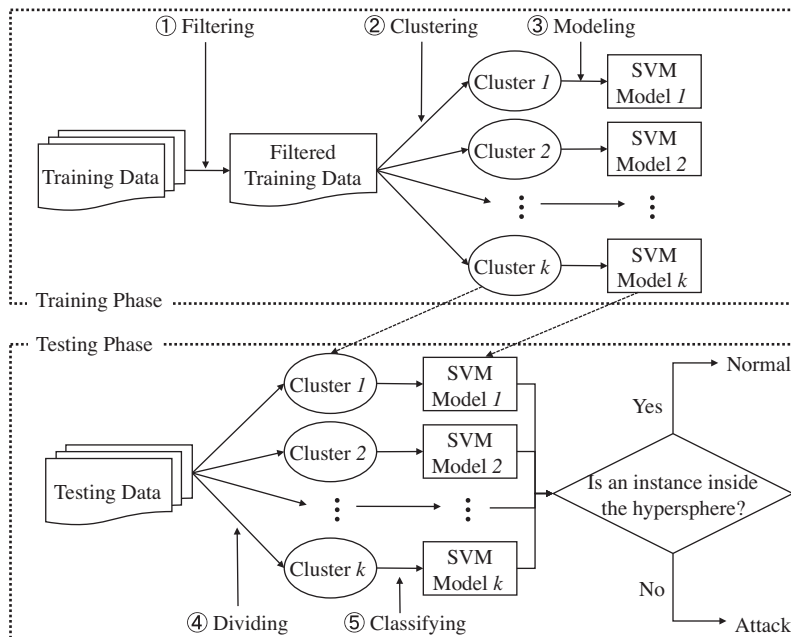 ① Filtering
② Clustering
③ Modeling
Training Data
Filtered
Training Data
Cluster 1
SVM
Model 1
Cluster 2
SVM
Model 2
Cluster k
SVM
Model k
Training Phase
Testing Phase
Testing Data
Cluster 1
SVM
Model 1
Cluster 2
SVM
Model 2
Cluster k
SVM
Model k
④ Dividing
⑤ Classifying
Is an instance inside
the hypersphere?
Yes
Normal
No
Attack